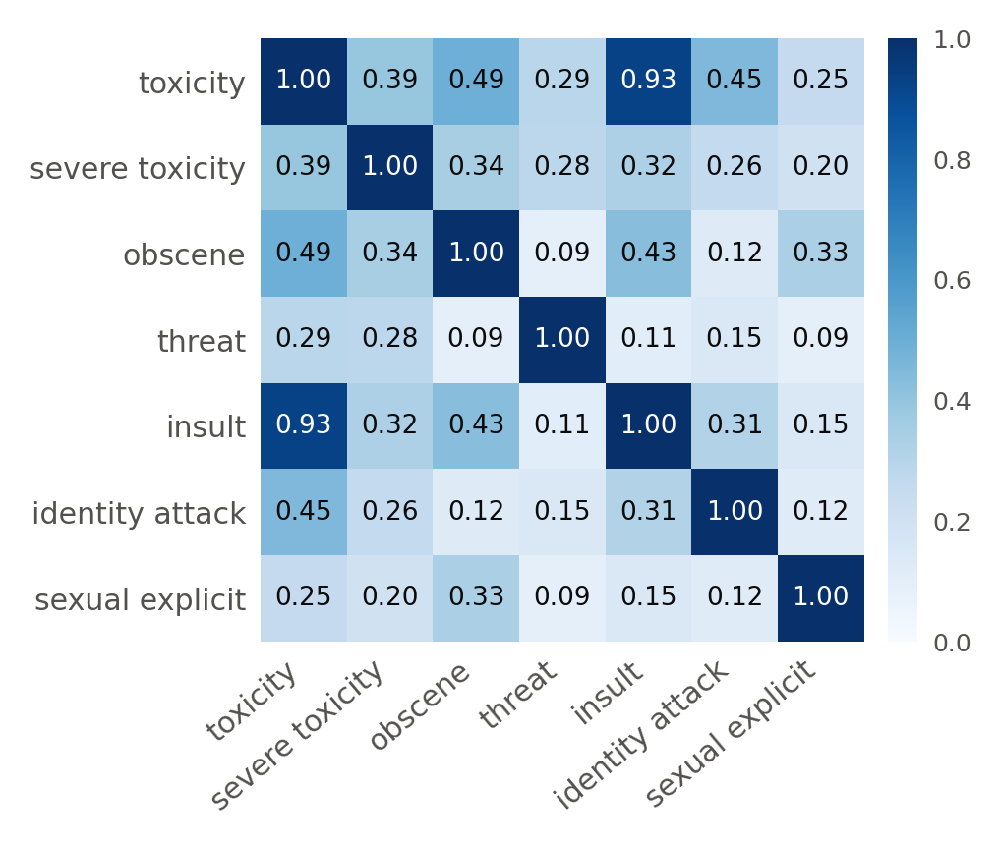 toxicity 1.00 0.39 0.49 0.29 0.93 0.45 0.25
severe toxicity 0.39 1.00 0.34 0.28 0.32 0.26 0.20
obscene 0.49 0.34 1.00 0.09 0.43 0.12 0.33
threat 0.29 0.28 0.09 1.00 0.11 0.15 0.09
insult 0.93 0.32 0.43 0.11 1.00 0.31 0.15
identity attack 0.45 0.26 0.12 0.15 0.31 1.00 0.12
sexual explicit 0.25 0.20 0.33 0.09 0.15 0.12 1.00
toxicity
severe toxicity
obscene
threat
insult
identity attack
sexual explicit
1.0
0.8
0.6
0.4
0.2
0.0